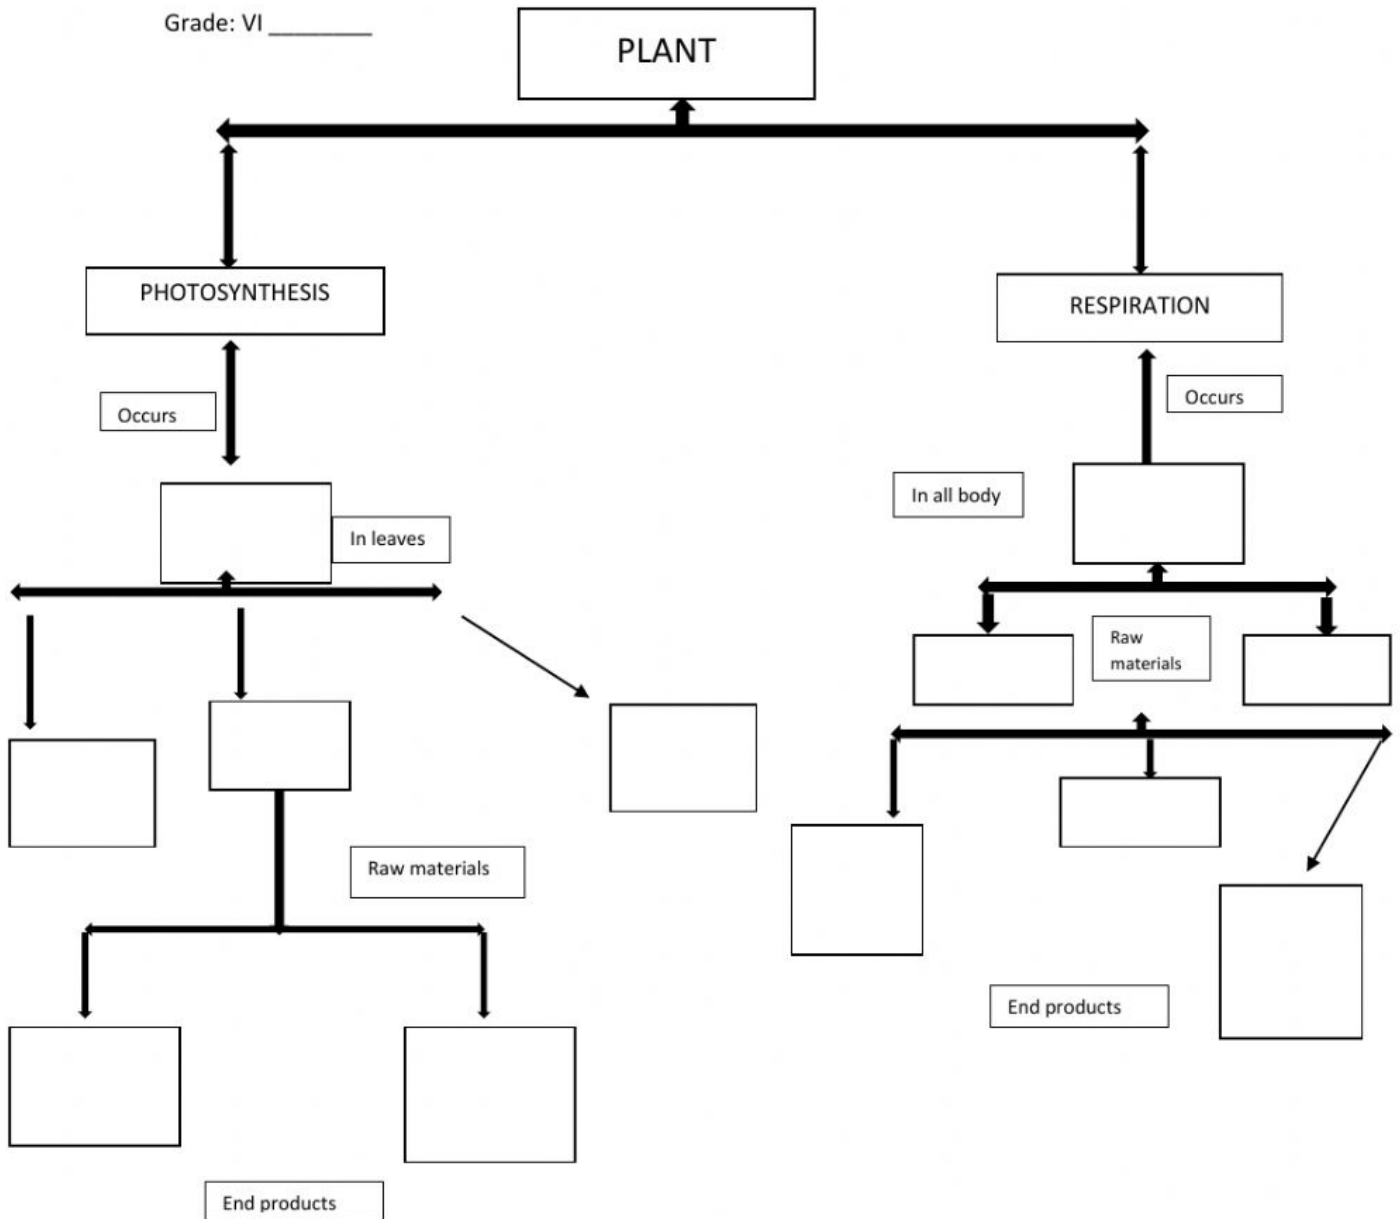 Grade: VI ________
PLANT
PHOTOSYNTHESIS
RESPIRATION
Occurs
Occurs
In all body
In leaves
Raw
materials
Raw materials
End products
End products